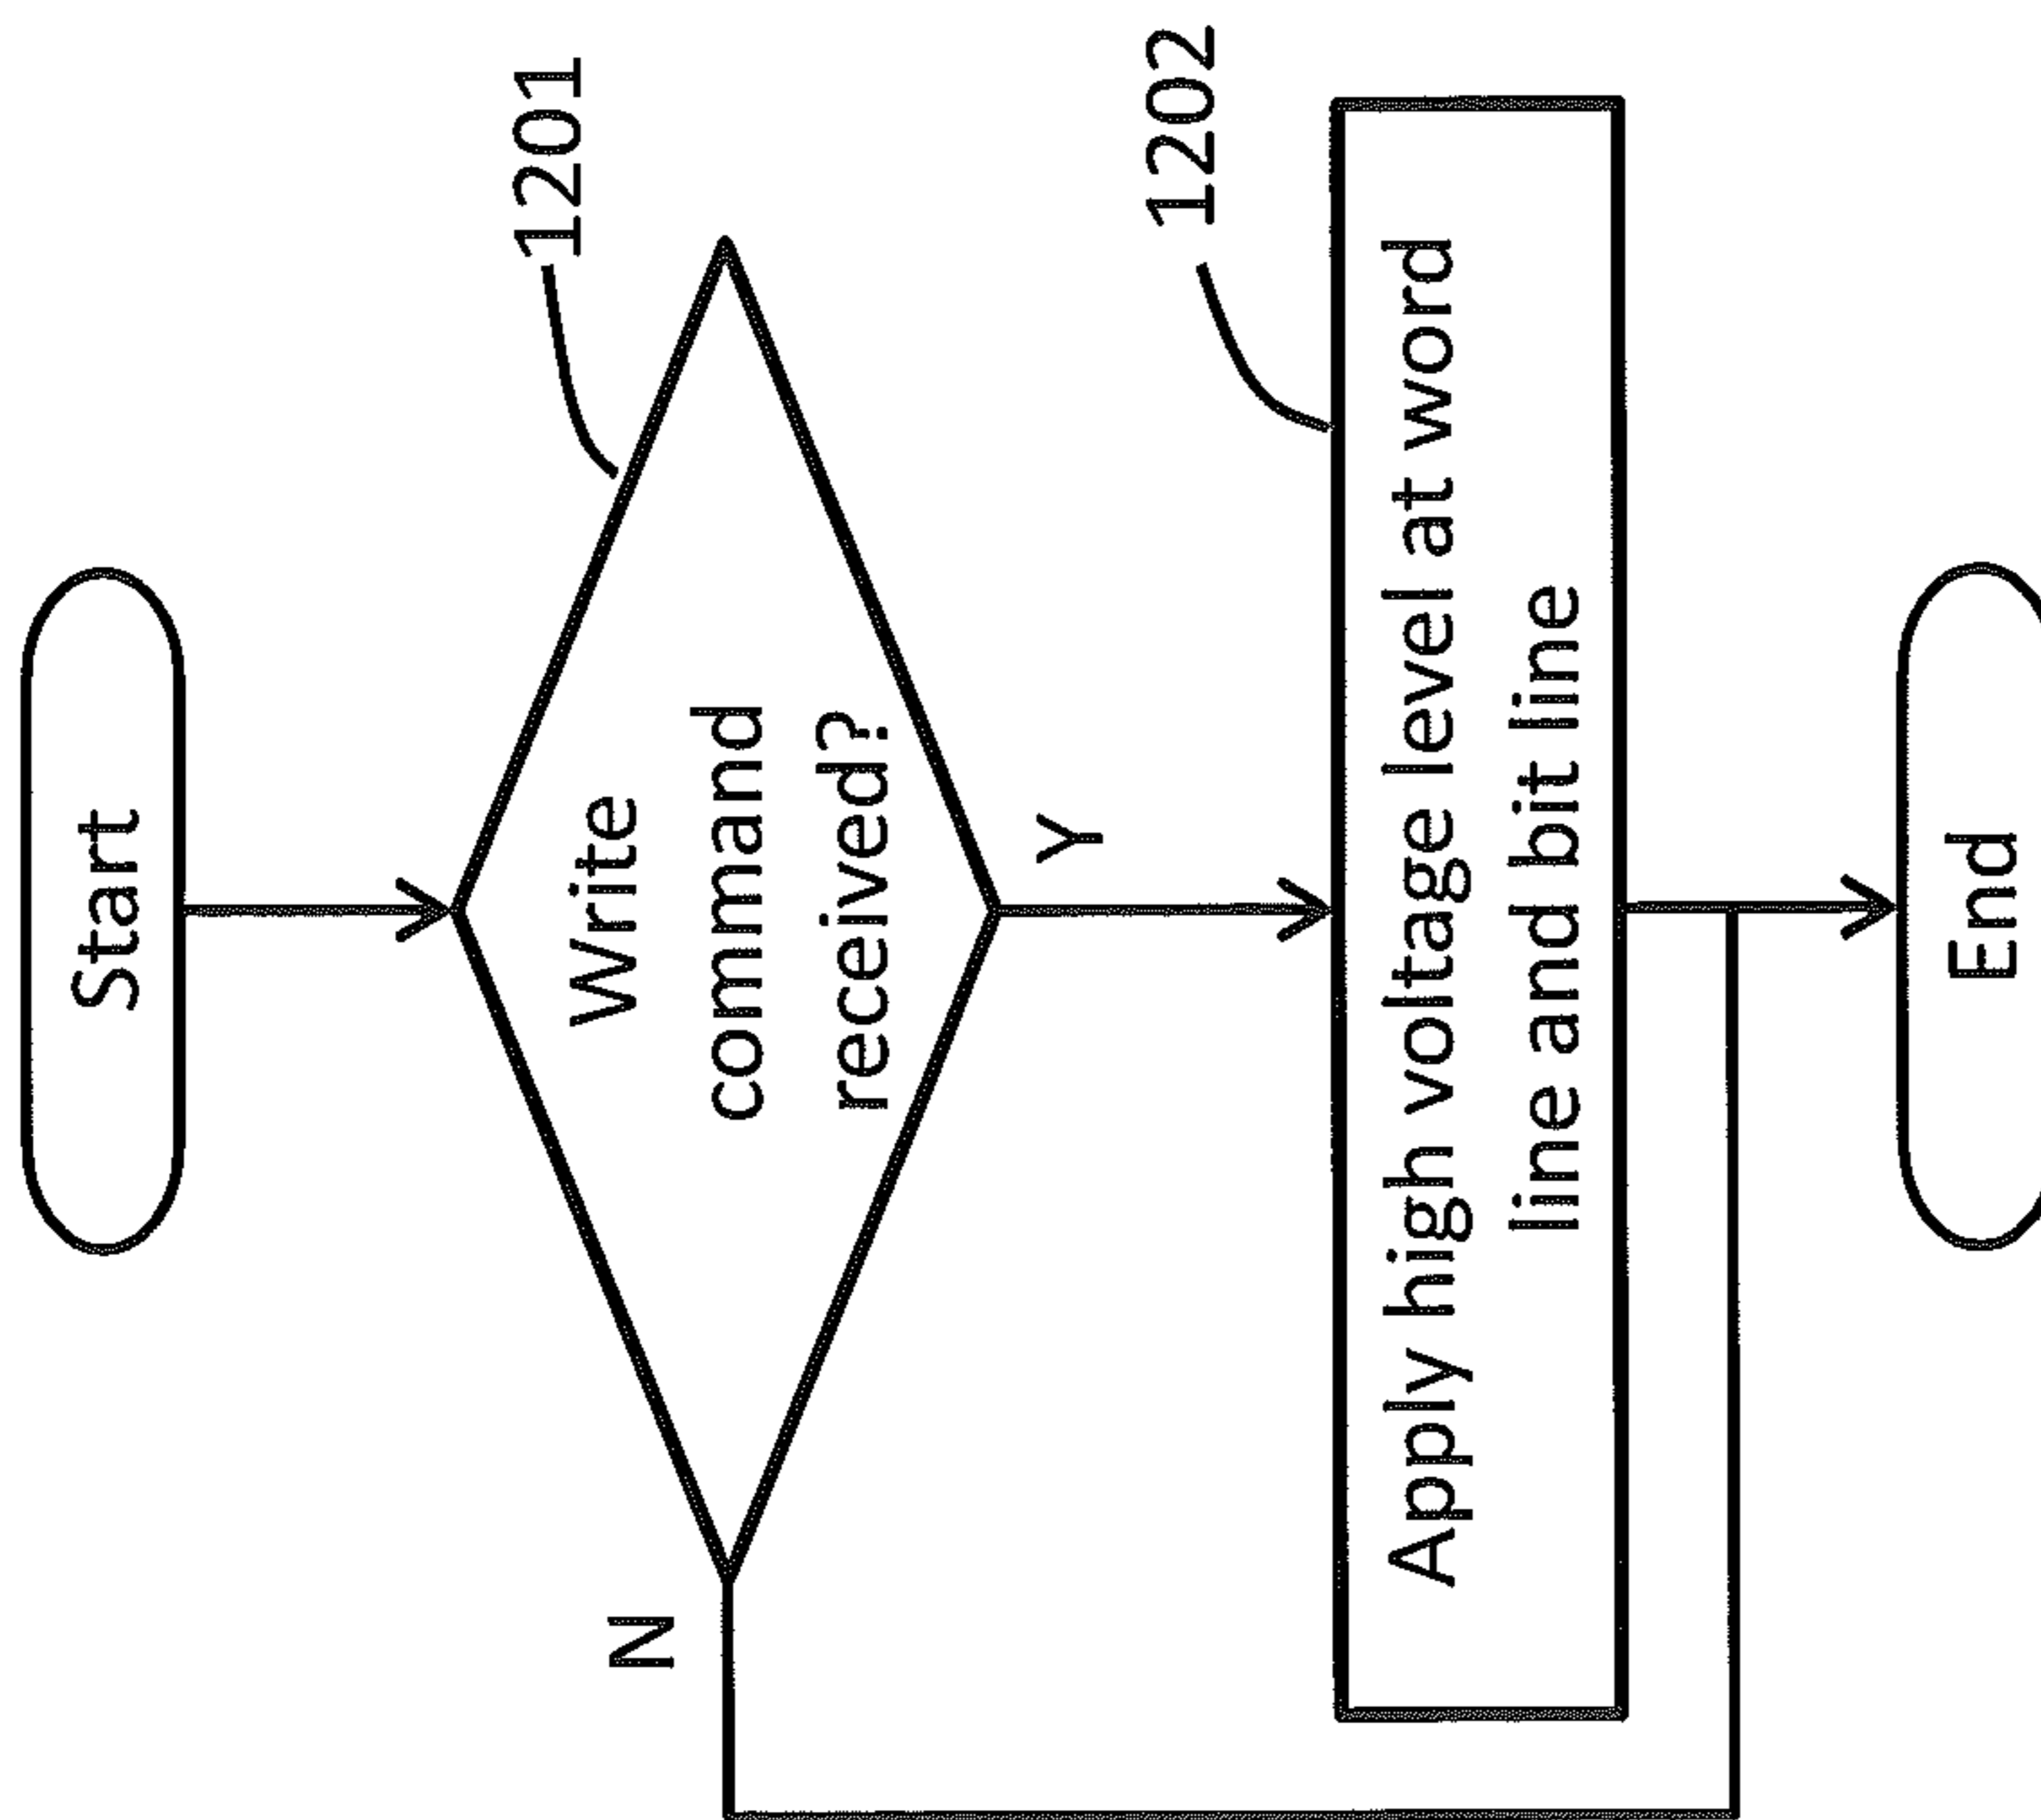 Start
1201
Write
command
received?
N
Y
1202
Apply high voltage level at word
line and bit line
End